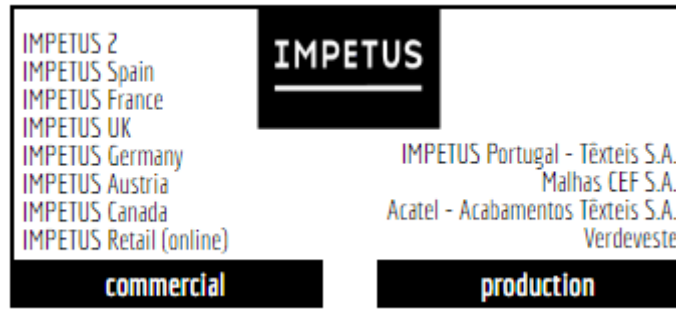 IMPETUS
IMPETUS 2
IMPETUS Spain
IMPETUS France
IMPETUS UK
IMPETUS Germany
IMPETUS Austria
IMPETUS Canada
IMPETUS Retail (online)
commercial
IMPETUS Portugal - Têxteis S.A.
Malhas CEF S.A.
Acatel - Acabamentos Têxteis S.A.
Verdeveste
production